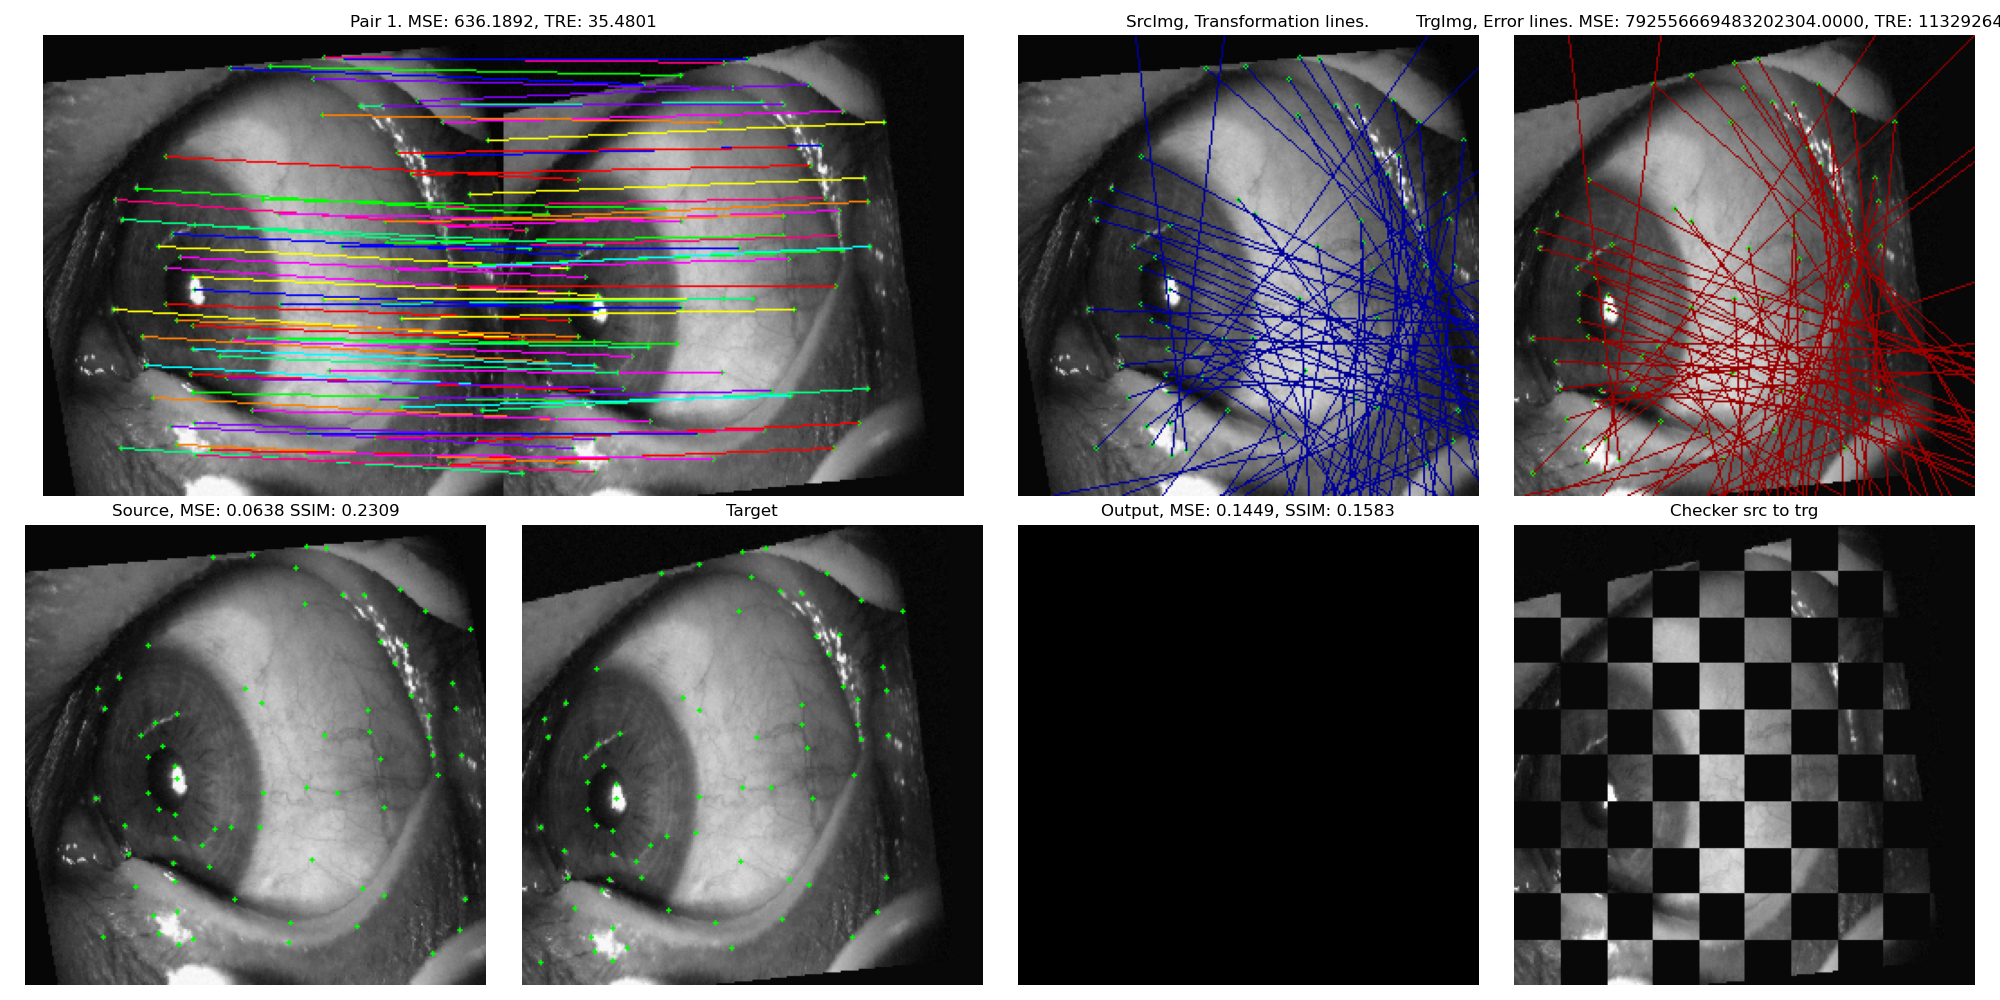 Pair 1. MSE: 636.1892, TRE: 35.4801
SrcImg, Transformation lines.
TrgImg, Error lines. MSE: 792556669483202304.0000, TRE: 11329264
Source, MSE: 0.0638 SSIM: 0.2309
Target
Output, MSE: 0.1449, SSIM: 0.1583
Checker src to trg